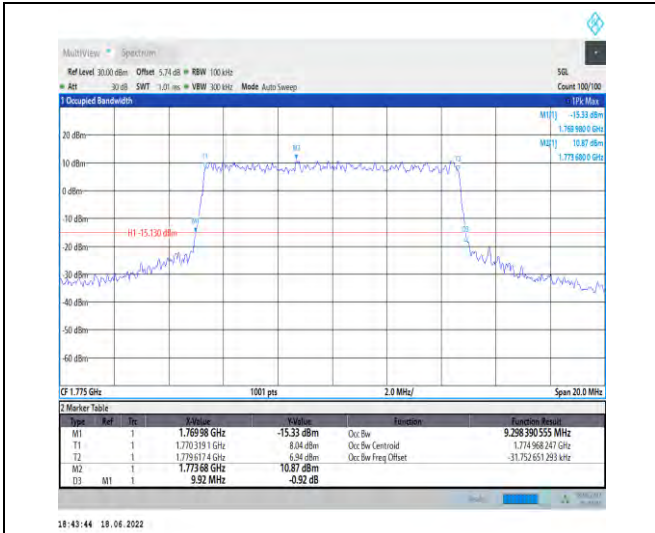 MultiView Spectrum
Ref Level 30.00 dBm Offset 5.74 dB RBW 100 kHz SGL
Att 30 dB SWT 1.01 ms VBW 300 kHz Mode Auto Sweep Count 100/100
1 Occupied Bandwidth 1Pk Max
M1[1] -15.33 dBm
1.769 980 0 GHz
M2[1] 10.87 dBm
1.773 680 0 GHz
20 dBm
10 dBm
0 dBm
-10 dBm
H1 -15.130 dBm
-30 dBm
-40 dBm
-50 dBm
-60 dBm
T1
T2
CF 1.775 GHz 1001 pts 2.0 MHz/ Span 20.0 MHz
2 Marker Table
Type Ref Trc X-Value Y-Value Function Function Result
M1 1 1.76998 GHz -15.33 dBm Occ Bw 9.298 390 555 MHz
T1 1 1.770 319 1 GHz 8.04 dBm Occ Bw Centroid 1.774 968 247 GHz
T2 1 1.779 617 4 GHz 6.94 dBm Occ Bw Freq Offset -31.752 651 293 kHz
M2 1 1.77368 GHz 10.87 dBm
D3 M1 1 9.92 MHz -0.92 dB
18:43:44 18.06.2022